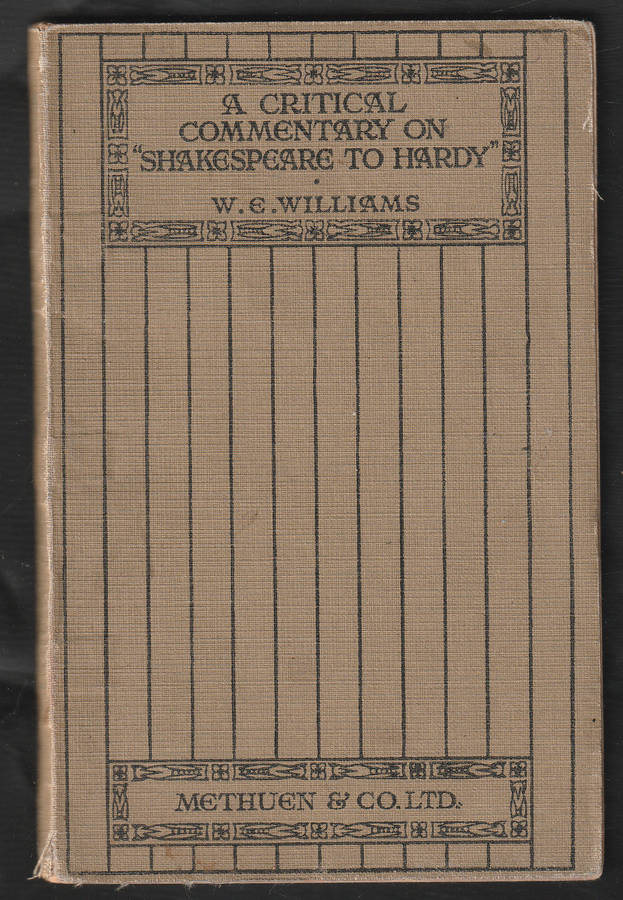 A CRITICAL
COMMENTARY ON
"SHAKESPEARE TO HARDY"
W.E.WILLIAMS
METHUEN & CO. LTD.